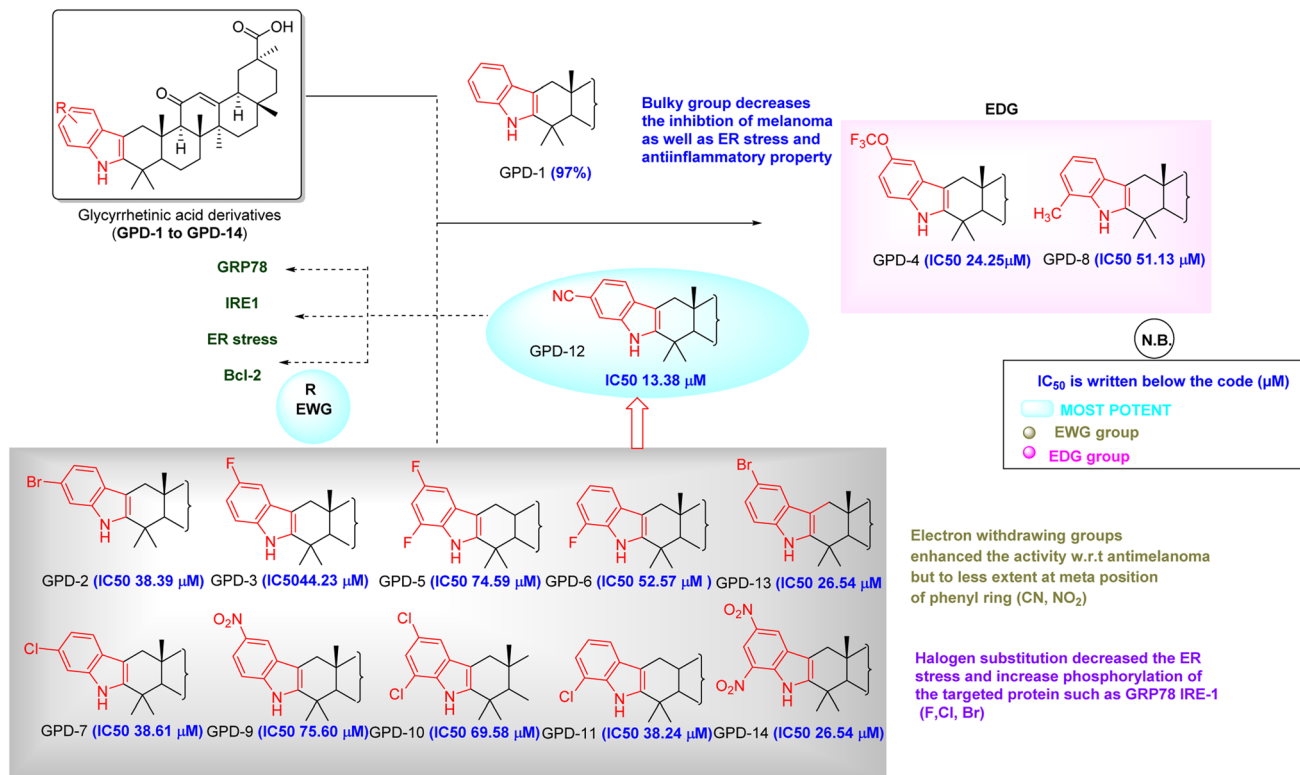 O
OH
R
O
H
H
N
H
Glycyrrhetinic acid derivatives
(GPD-1 to GPD-14)
N
H
GPD-1 (97%)
Bulky group decreases
the inhibtion of melanoma
as well as ER stress and
antiinflammatory property
EDG
F3C
O
N
H
GPD-4 (IC50 24.25μM)
H3C
N
H
GPD-8 (IC50 51.13 μM)
GRP78
IRE1
ER stress
Bcl-2
R
EWG
NC
N
H
GPD-12
IC50 13.38 μM
N.B.
IC50 is written below the code (μM)
MOST POTENT
EWG group
EDG group
Br
N
H
GPD-2 (IC50 38.39 μM)
F
N
H
GPD-3 (IC5044.23 μM)
F
F
N
H
GPD-5 (IC50 74.59 μM)
F
N
H
GPD-6 (IC50 52.57 μM )
Br
N
H
GPD-13 (IC50 26.54 μM
Cl
N
H
GPD-7 (IC50 38.61 μM)
NO2
N
H
GPD-9 (IC50 75.60 μM)
Cl
Cl
N
H
GPD-10 (IC50 69.58 μM)
Cl
N
H
GPD-11 (IC50 38.24 μM)
NO2
NO2
N
H
GPD-14 (IC50 26.54 μM)
Electron withdrawing groups
enhanced the activity w.r.t antimelanoma
but to less extent at meta position
of phenyl ring (CN, NO2)
Halogen substitution decreased the ER
stress and increase phosphorylation of
the targeted protein such as GRP78 IRE-1
(F,Cl, Br)